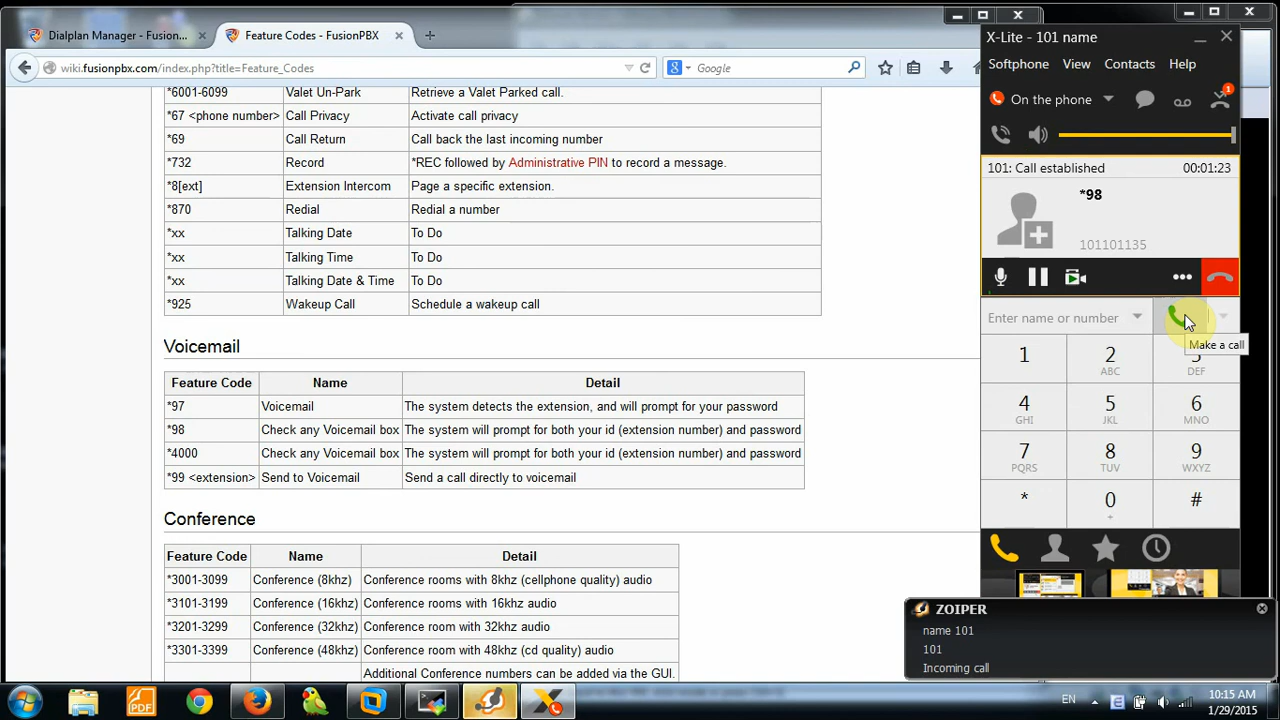 Dialplan Manager - Fusion...
Feature Codes - FusionPBX
wiki.fusionpbx.com/index.php?title=Feature_Codes
Google
*6001-6099 Valet Un-Park Retrieve a Valet Parked call.
*67 <phone number> Call Privacy Activate call privacy
*69 Call Return Call back the last incoming number
*732 Record *REC followed by Administrative PIN to record a message.
*8[ext] Extension Intercom Page a specific extension.
*870 Redial Redial a number
*xx Talking Date To Do
*xx Talking Time To Do
*xx Talking Date & Time To Do
*925 Wakeup Call Schedule a wakeup call
Voicemail
Feature Code Name Detail
*97 Voicemail The system detects the extension, and will prompt for your password
*98 Check any Voicemail box The system will prompt for both your id (extension number) and password
*4000 Check any Voicemail box The system will prompt for both your id (extension number) and password
*99 <extension> Send to Voicemail Send a call directly to voicemail
Conference
Feature Code Name Detail
*3001-3099 Conference (8khz) Conference rooms with 8khz (cellphone quality) audio
*3101-3199 Conference (16khz) Conference rooms with 16khz audio
*3201-3299 Conference (32khz) Conference rooms with 32khz audio
*3301-3399 Conference (48khz) Conference room with 48khz (cd quality) audio
Additional Conference numbers can be added via the GUI.
X-Lite - 101 name
Softphone View Contacts Help
On the phone
1
101: Call established 00:01:23
*98
101101135
Enter name or number
Make a call
1 2 3
ABC DEF
4 5 6
GHI JKL MNO
7 8 9
PQRS TUV WXYZ
* 0 #
+
ZOIPER
name 101
101
Incoming call
PDF
EN
10:15 AM
1/29/2015